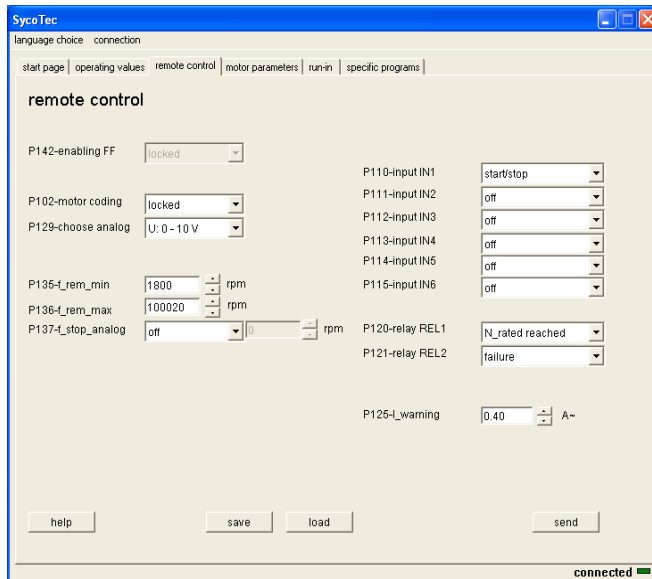 SycoTec
language choice connection
start page operating values remote control motor parameters run-in specific programs
remote control
P142-enabling FF locked
P110-input IN1 start/stop
P111-input IN2 off
P102-motor coding locked
P112-input IN3 off
P129-choose analog U: 0 - 10 V
P113-input IN4 off
P114-input IN5 off
P135-f_rem_min 1800 rpm
P115-input IN6 off
P136-f_rem_max 100020 rpm
P137-f_stop_analog off 0 rpm
P120-relay REL1 N_rated reached
P121-relay REL2 failure
P125-I_warning 0.40 A~
help save load send
connected